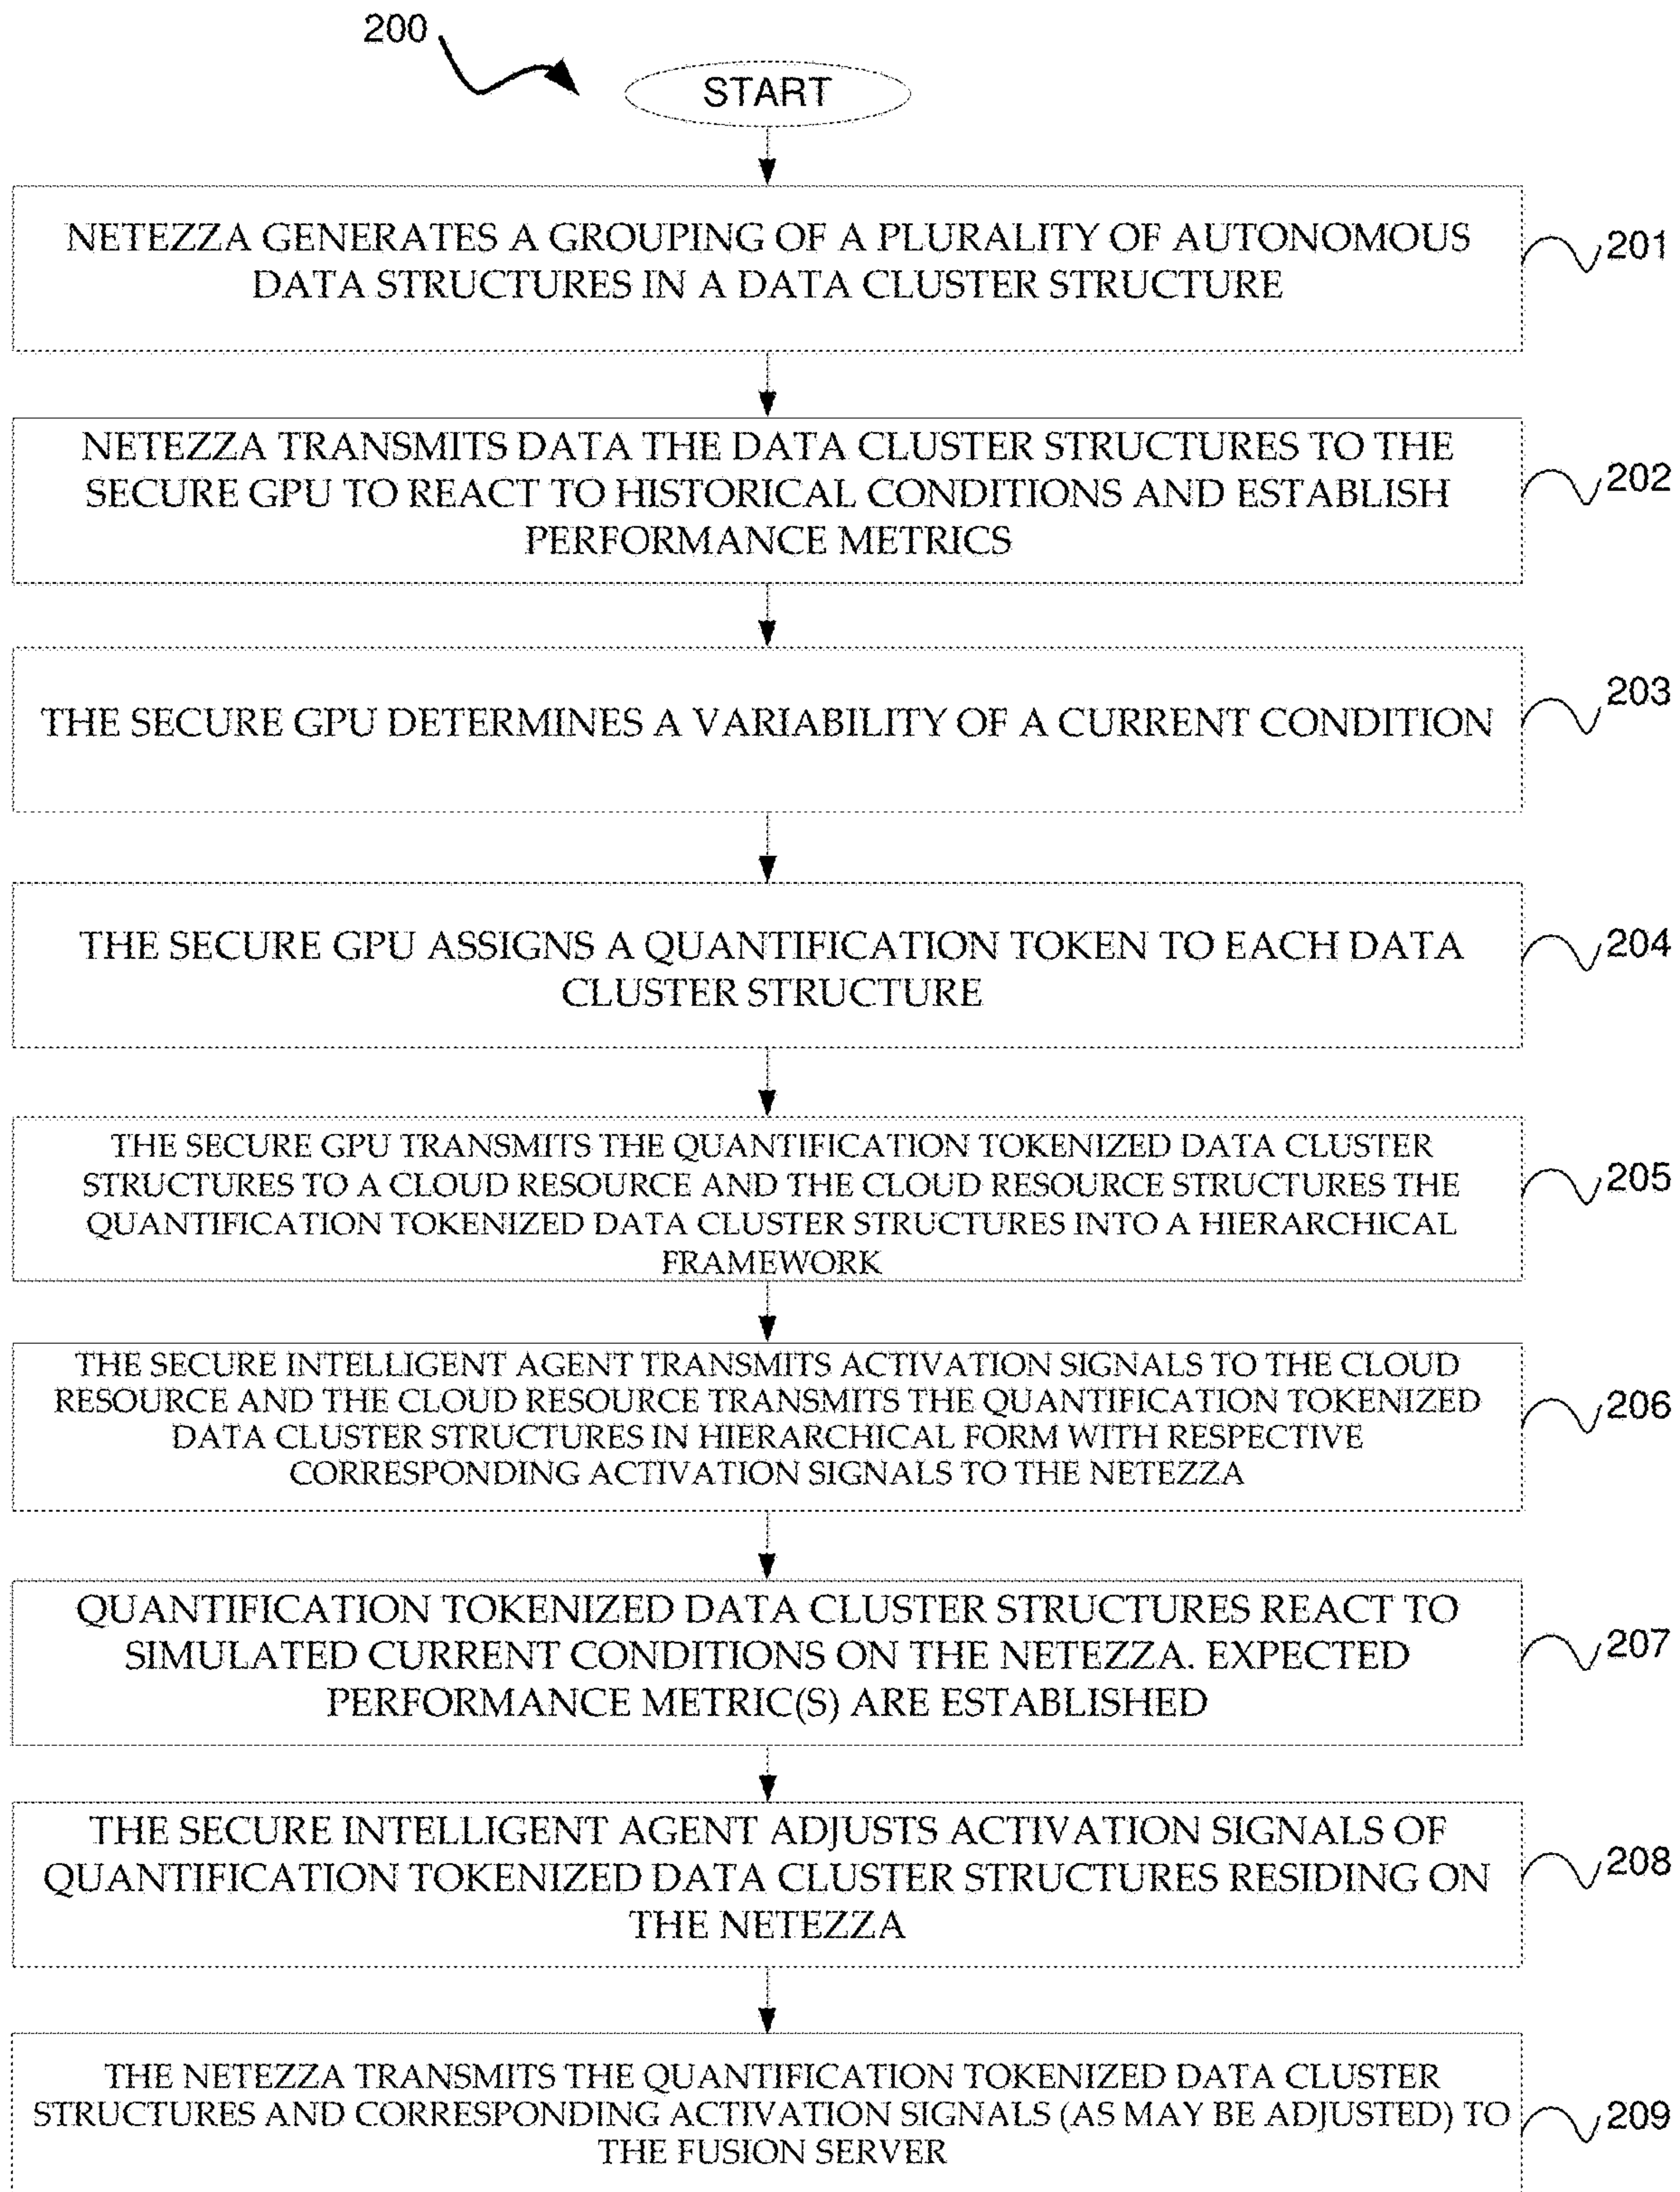 200
START
NETEZZA GENERATES A GROUPING OF A PLURALITY OF AUTONOMOUS
DATA STRUCTURES IN A DATA CLUSTER STRUCTURE
201
NETEZZA TRANSMITS DATA THE DATA CLUSTER STRUCTURES TO THE
SECURE GPU TO REACT TO HISTORICAL CONDITIONS AND ESTABLISH
PERFORMANCE METRICS
202
THE SECURE GPU DETERMINES A VARIABILITY OF A CURRENT CONDITION
203
THE SECURE GPU ASSIGNS A QUANTIFICATION TOKEN TO EACH DATA
CLUSTER STRUCTURE
204
THE SECURE GPU TRANSMITS THE QUANTIFICATION TOKENIZED DATA CLUSTER
STRUCTURES TO A CLOUD RESOURCE AND THE CLOUD RESOURCE STRUCTURES THE
QUANTIFICATION TOKENIZED DATA CLUSTER STRUCTURES INTO A HIERARCHICAL
FRAMEWORK
205
THE SECURE INTELLIGENT AGENT TRANSMITS ACTIVATION SIGNALS TO THE CLOUD
RESOURCE AND THE CLOUD RESOURCE TRANSMITS THE QUANTIFICATION TOKENIZED
DATA CLUSTER STRUCTURES IN HIERARCHICAL FORM WITH RESPECTIVE
CORRESPONDING ACTIVATION SIGNALS TO THE NETEZZA
206
QUANTIFICATION TOKENIZED DATA CLUSTER STRUCTURES REACT TO
SIMULATED CURRENT CONDITIONS ON THE NETEZZA. EXPECTED
PERFORMANCE METRIC(S) ARE ESTABLISHED
207
THE SECURE INTELLIGENT AGENT ADJUSTS ACTIVATION SIGNALS OF
QUANTIFICATION TOKENIZED DATA CLUSTER STRUCTURES RESIDING ON
THE NETEZZA
208
THE NETEZZA TRANSMITS THE QUANTIFICATION TOKENIZED DATA CLUSTER
STRUCTURES AND CORRESPONDING ACTIVATION SIGNALS (AS MAY BE ADJUSTED) TO
THE FUSION SERVER
209